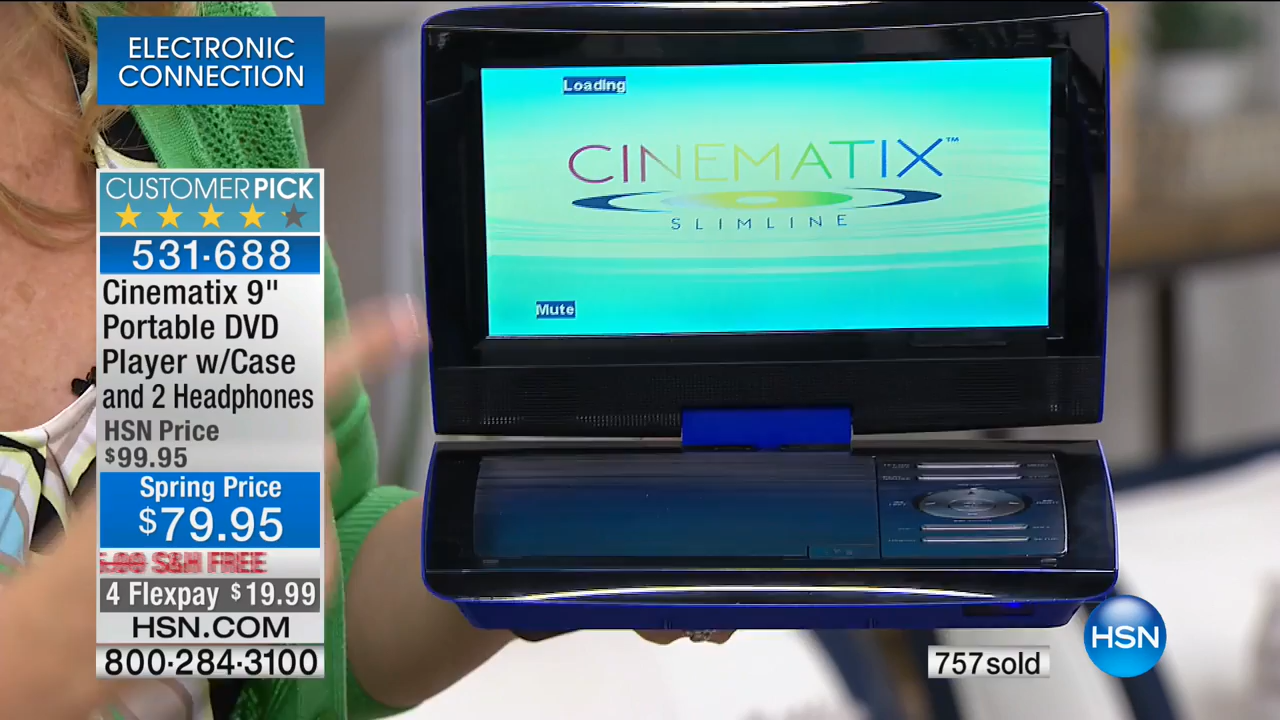 ELECTRONIC
CONNECTION
CUSTOMER PICK
531-688
Cinematix 9"
Portable DVD
Player w/Case
and 2 Headphones
HSN Price
$99.95
Spring Price
$79.95
S&H FREE
4 Flexpay $19.99
HSN.COM
800-284-3100
Loading
CINEMATIX™
SLIMLINE
Mute
HSN
757 sold